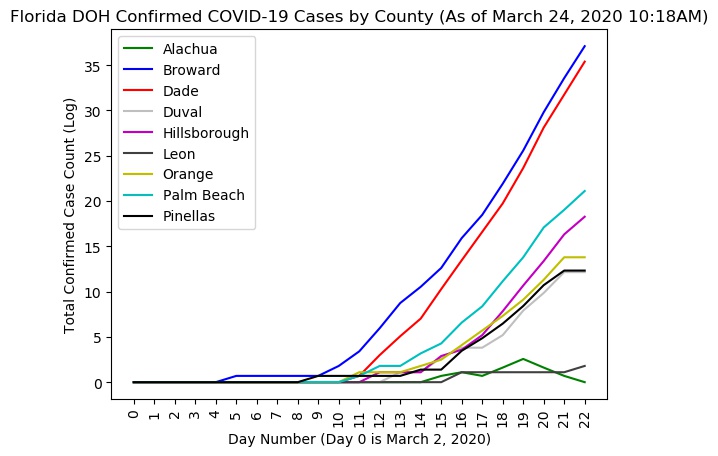 Florida DOH Confirmed COVID-19 Cases by County (As of March 24, 2020 10:18AM)
Alachua
Broward
Dade
Duval
Hillsborough
Leon
Orange
Palm Beach
Pinellas
Total Confirmed Case Count (Log)
35
30
25
20
15
10
5
0
0 1 2 3 4 5 6 7 8 9 10 11 12 13 14 15 16 17 18 19 20 21 22
Day Number (Day 0 is March 2, 2020)